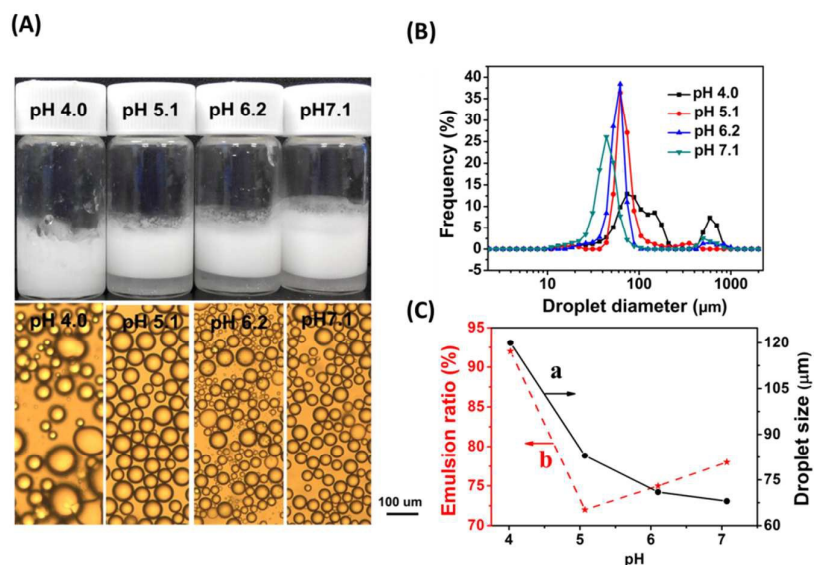 (A)
pH 4.0 pH 5.1 pH 6.2 pH7.1
pH 4.0 pH 5.1 pH 6.2 pH7.1
100 um
(B)
40
35
30
25
20
15
10
5
0
-5
Frequency (%)
pH 4.0
pH 5.1
pH 6.2
pH 7.1
10 100 1000
Droplet diameter (μm)
(C)
95
90
85
80
75
70
Emulsion ratio (%)
a
b
120
105
90
75
60
Droplet size (μm)
4 5 6 7
pH